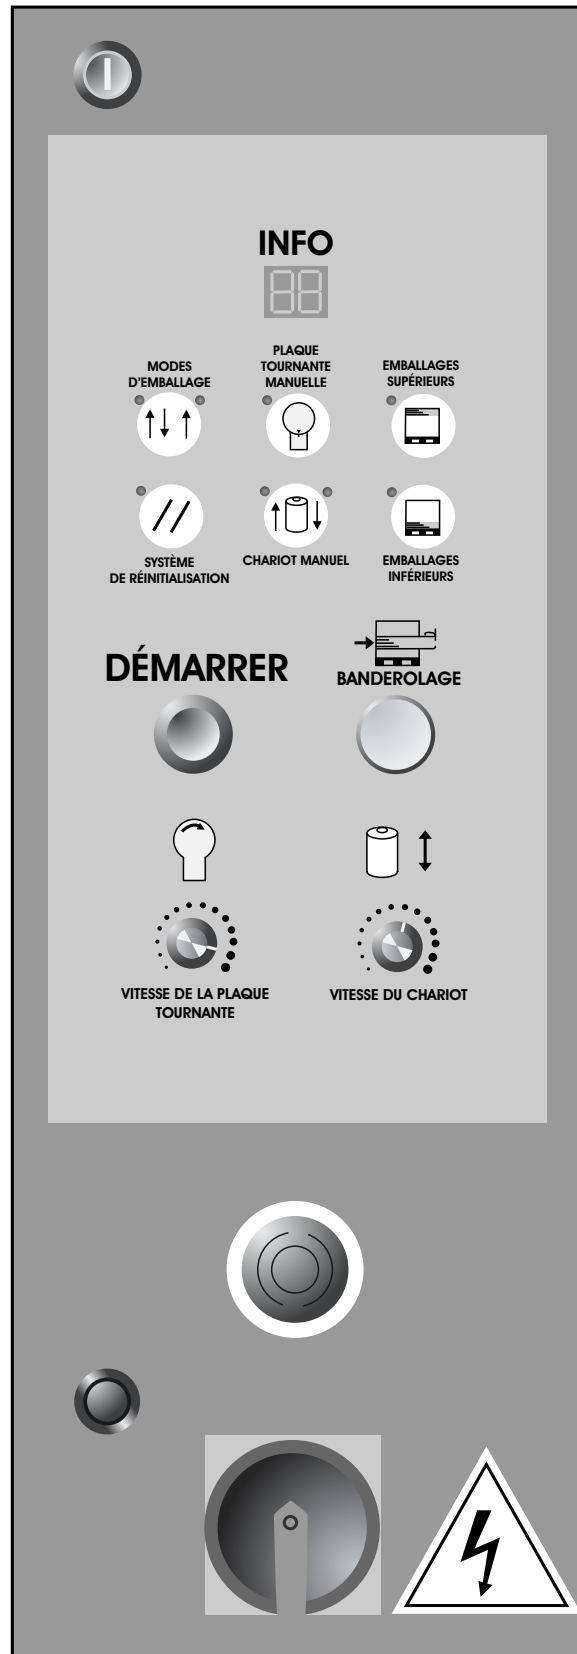 INFO
MODES
D'EMBALLAGE
PLAQUE
TOURNANTE
MANUELLE
EMBALLAGES
SUPÉRIEURS
SYSTÈME
DE RÉINITIALISATION
CHARIOT MANUEL
EMBALLAGES
INFÉRIEURS
DÉMARRER
BANDEROLAGE
VITESSE DE LA PLAQUE
TOURNANTE
VITESSE DU CHARIOT